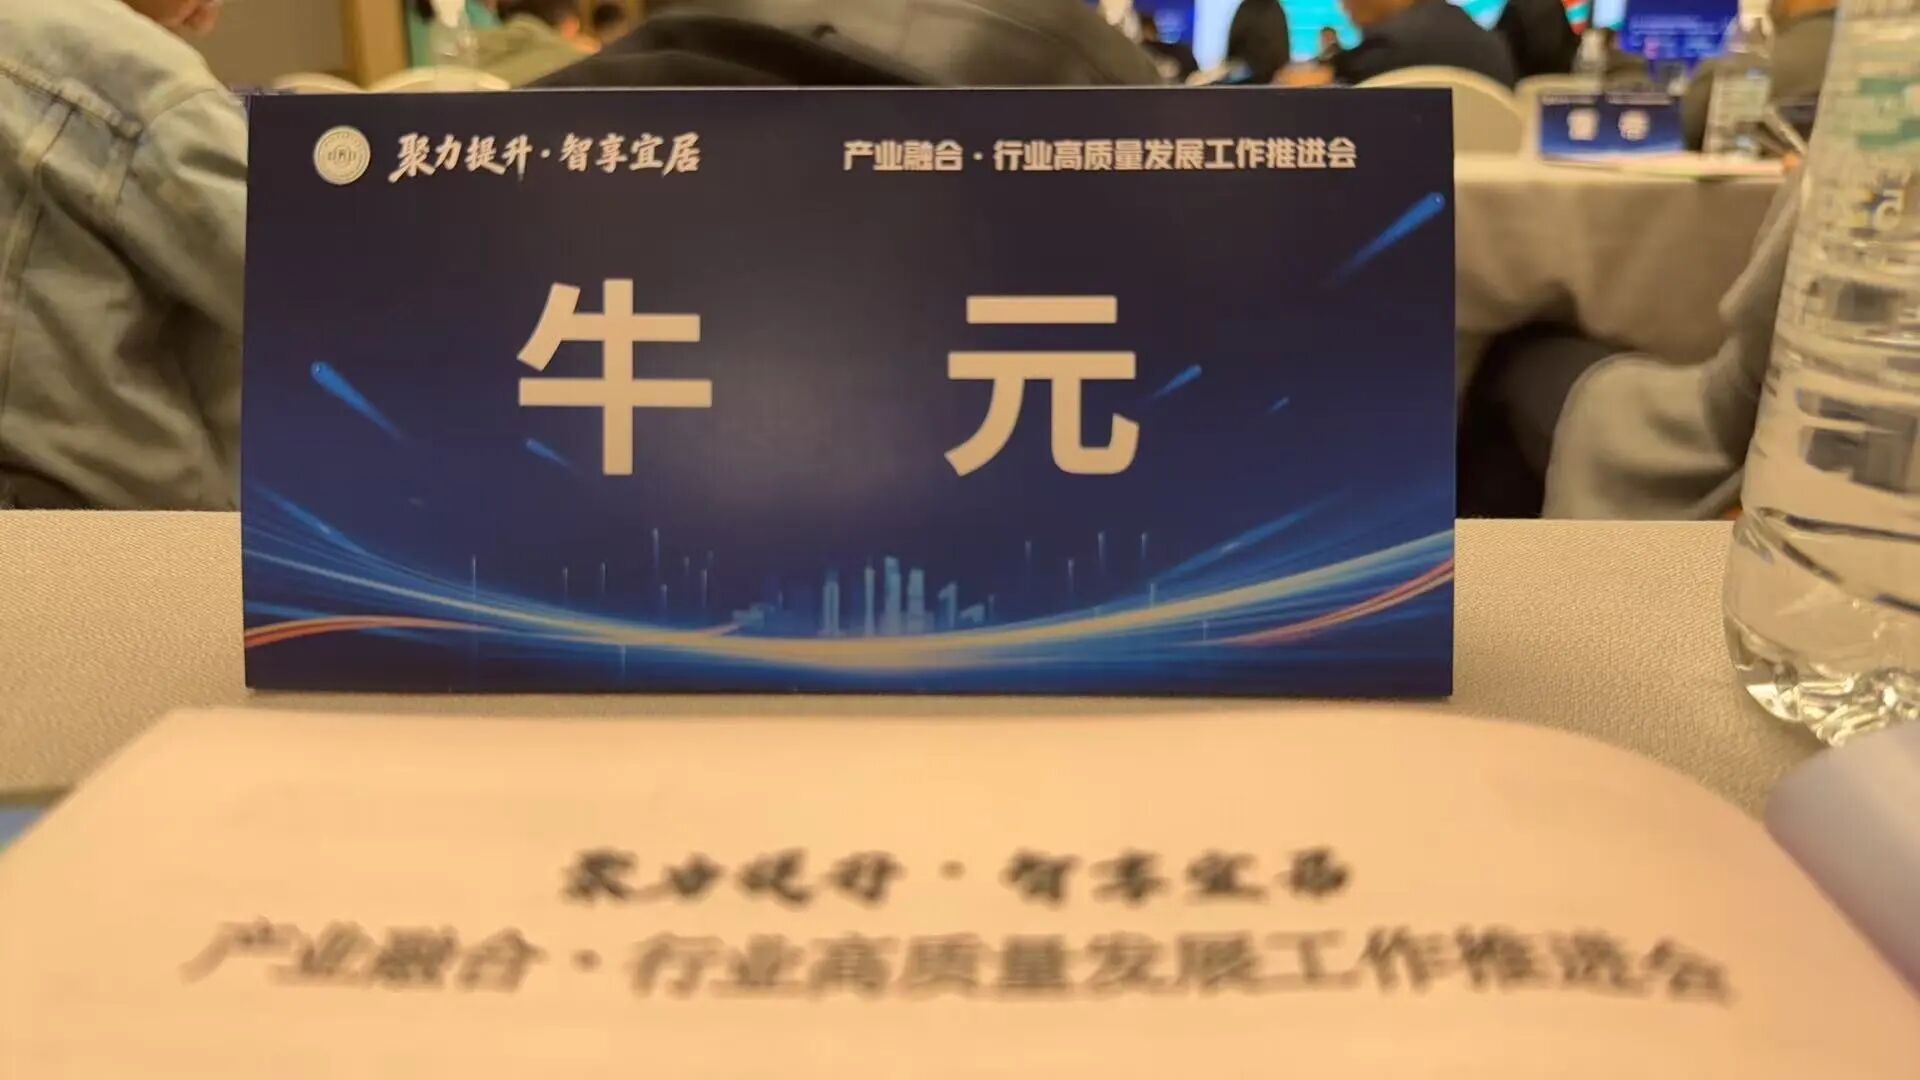 聚力提升·智享宜居
产业融合·行业高质量发展工作推进会
牛 元
聚力提升·智享宜居
产业融合·行业高质量发展工作推进会